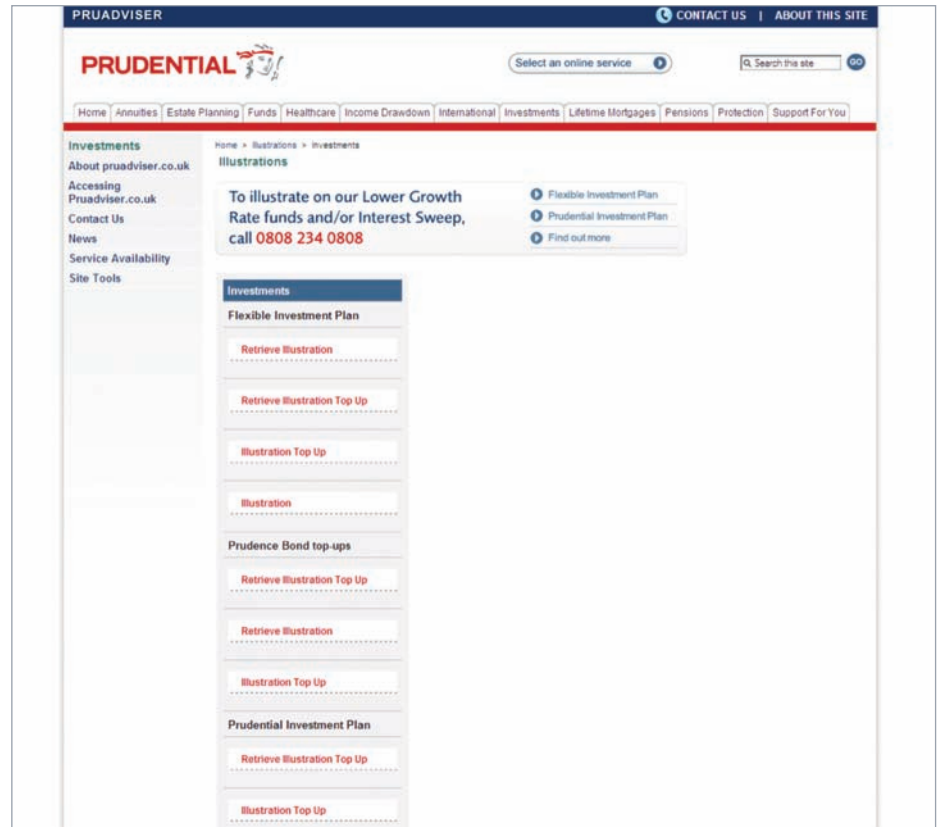 PRUADVISER
CONTACT US | ABOUT THIS SITE
PRUDENTIAL
Select an online service
Search this site
GO
Home Annuities Estate Planning Funds Healthcare Income Drawdown International Investments Lifetime Mortgages Pensions Protection Support For You
Investments
About pruadviser.co.uk
Accessing
Pruadviser.co.uk
Contact Us
News
Service Availability
Site Tools
Home > Illustrations > Investments
Illustrations
To illustrate on our Lower Growth
Rate funds and/or Interest Sweep,
call 0808 234 0808
Flexible Investment Plan
Prudential Investment Plan
Find out more
Investments
Flexible Investment Plan
Retrieve Illustration
Retrieve Illustration Top Up
Illustration Top Up
Illustration
Prudence Bond top-ups
Retrieve Illustration Top Up
Retrieve Illustration
Illustration Top Up
Prudential Investment Plan
Retrieve Illustration Top Up
Illustration Top Up